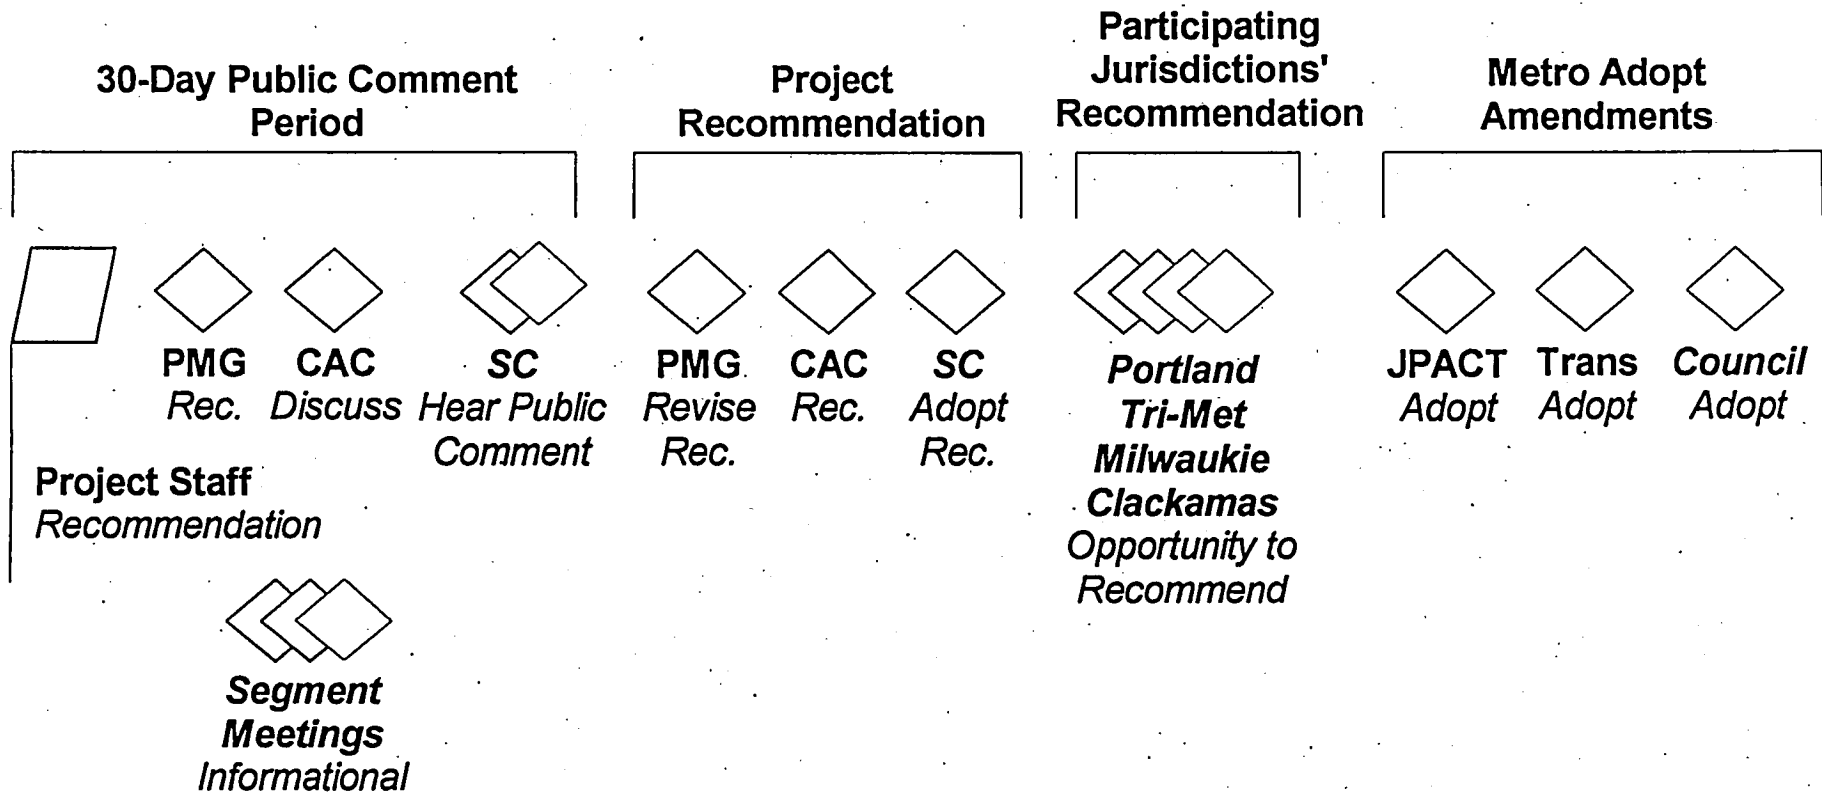 30-Day Public Comment
Period
Project
Recommendation
Participating
Jurisdictions'
Recommendation
Metro Adopt
Amendments
PMG
Rec.
CAC
Discuss
SC
Hear Public
Comment
PMG
Revise
Rec.
CAC
Rec.
SC
Adopt
Rec.
Portland
Tri-Met
Milwaukie
Clackamas
Opportunity to
Recommend
JPACT
Adopt
Trans
Adopt
Council
Adopt
Project Staff
Recommendation
Segment
Meetings
Informational